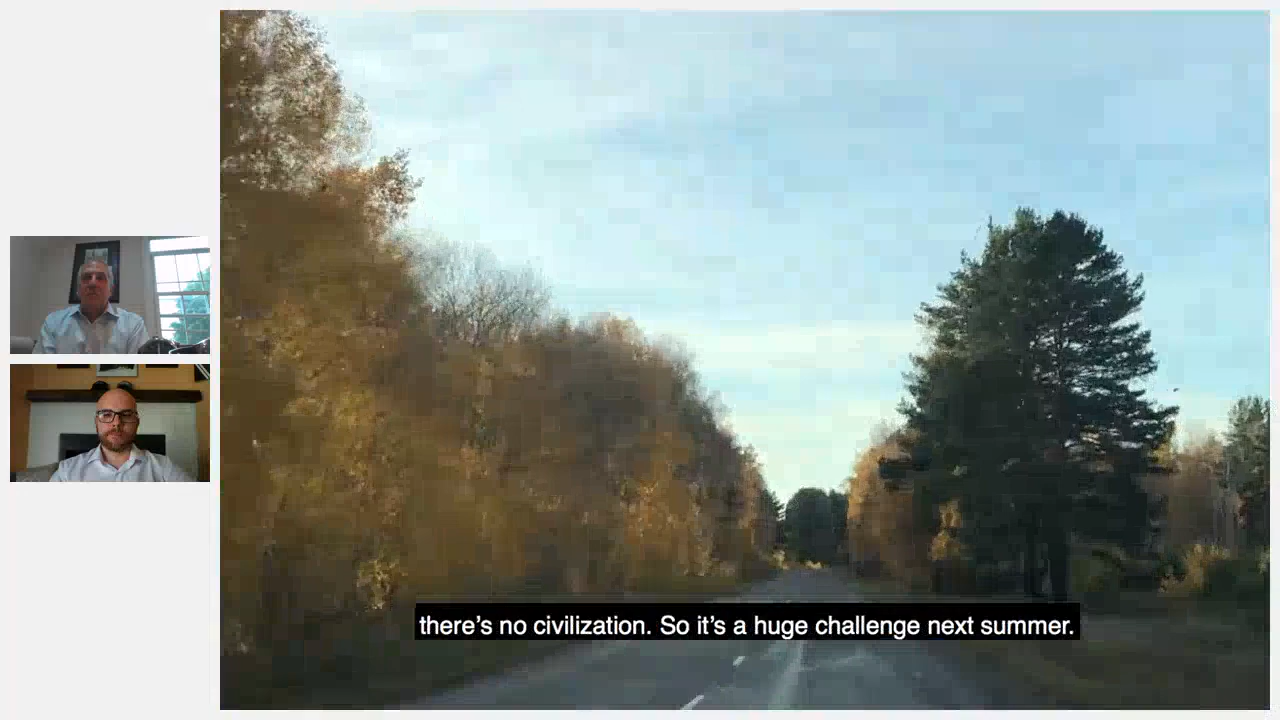 there’s no civilization. So it’s a huge challenge next summer.